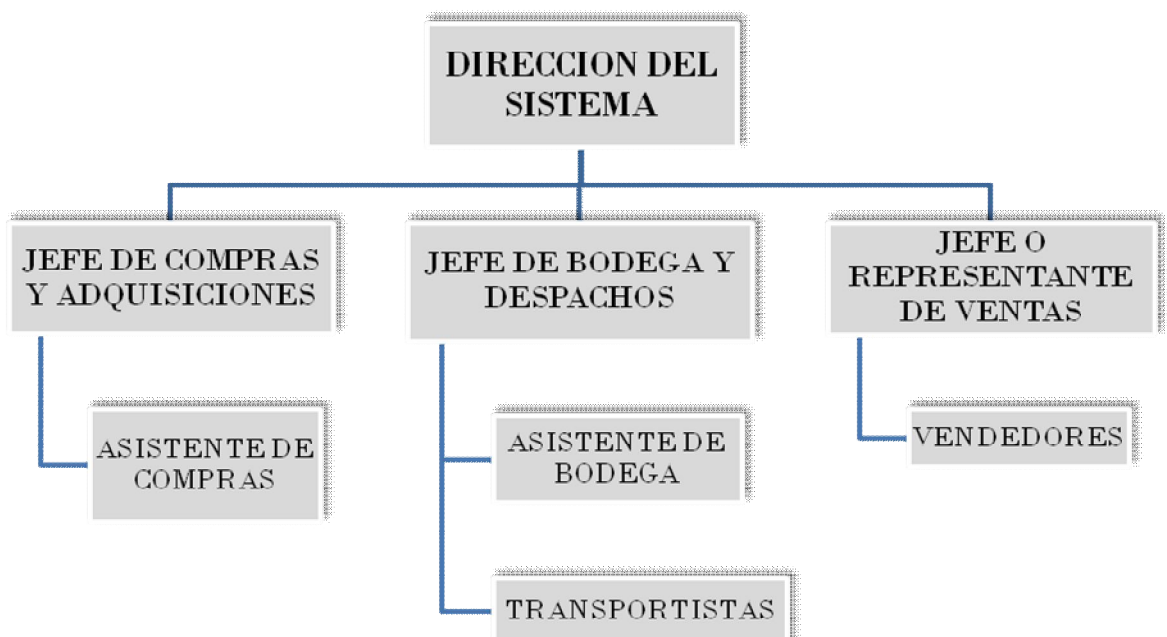 DIRECCION DEL
SISTEMA
JEFE DE COMPRAS
Y ADQUISICIONES
JEFE DE BODEGA Y
DESPACHOS
JEFE O
REPRESENTANTE
DE VENTAS
ASISTENTE DE
COMPRAS
ASISTENTE DE
BODEGA
VENDEDORES
TRANSPORTISTAS